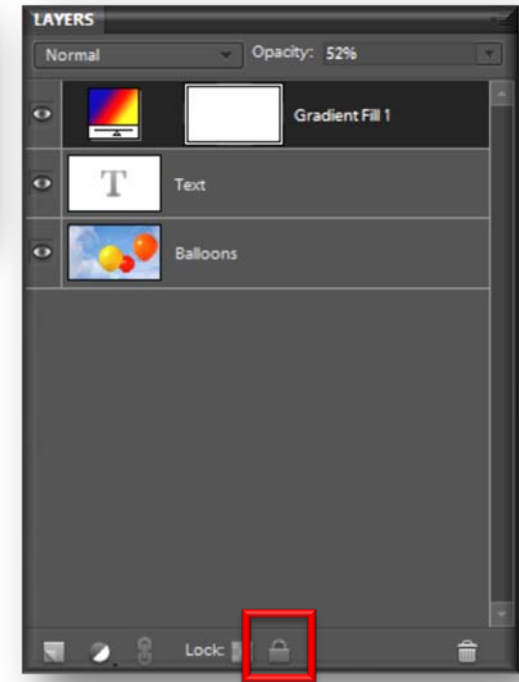 LAYERS
Normal Opacity: 52%
Gradient Fill 1
T
Text
Balloons
Lock: